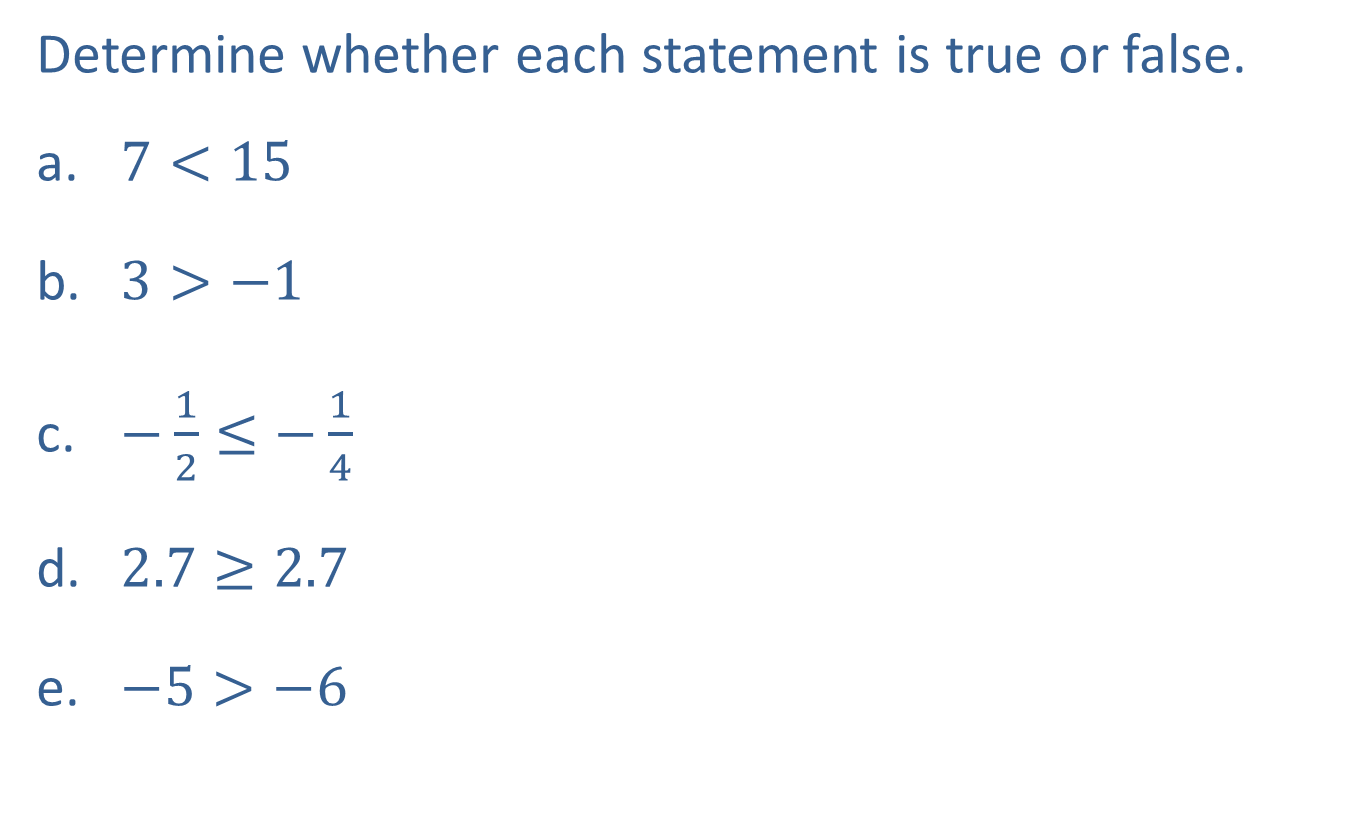 Determine whether each statement is true or false.
a. 7 < 15
b. 3 > −1
c. −1/2 ≤ −1/4
d. 2.7 ≥ 2.7
e. −5 > −6